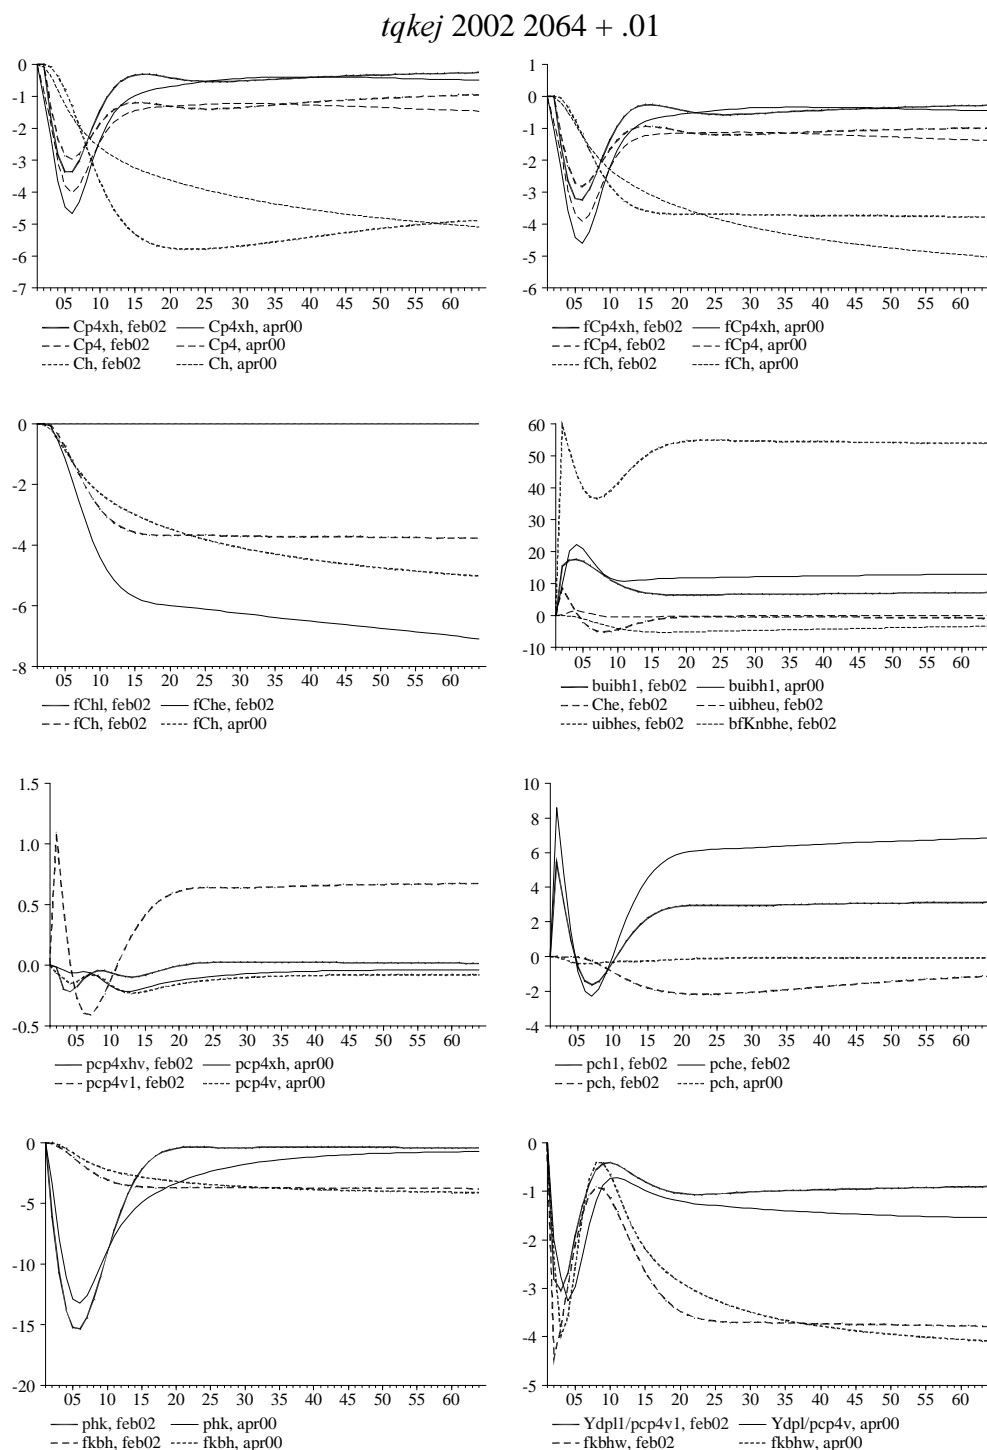 tqkej 2002 2064 + .01
0
-1
-2
-3
-4
-5
-6
-7
05 10 15 20 25 30 35 40 45 50 55 60
Cp4xh, feb02 Cp4xh, apr00
Cp4, feb02 Cp4, apr00
Ch, feb02 Ch, apr00
1
0
-1
-2
-3
-4
-5
-6
05 10 15 20 25 30 35 40 45 50 55 60
fCp4xh, feb02 fCp4xh, apr00
fCp4, feb02 fCp4, apr00
fCh, feb02 fCh, apr00
0
-2
-4
-6
-8
05 10 15 20 25 30 35 40 45 50 55 60
fChl, feb02 fChe, feb02
fCh, feb02 fCh, apr00
60
50
40
30
20
10
0
-10
05 10 15 20 25 30 35 40 45 50 55 60
buibh1, feb02 buibh1, apr00
Che, feb02 uibheu, feb02
uibhes, feb02 bfKnbhe, feb02
1.5
1.0
0.5
0.0
-0.5
05 10 15 20 25 30 35 40 45 50 55 60
pcp4xhv, feb02 pcp4xh, apr00
pcp4v1, feb02 pcp4v, apr00
10
8
6
4
2
0
-2
-4
05 10 15 20 25 30 35 40 45 50 55 60
pch1, feb02 pche, feb02
pch, feb02 pch, apr00
0
-5
-10
-15
-20
05 10 15 20 25 30 35 40 45 50 55 60
phk, feb02 phk, apr00
fkbh, feb02 fkbh, apr00
0
-1
-2
-3
-4
-5
05 10 15 20 25 30 35 40 45 50 55 60
Ydpl1/pcp4v1, feb02 Ydpl/pcp4v, apr00
fkbhw, feb02 fkbhw, apr00